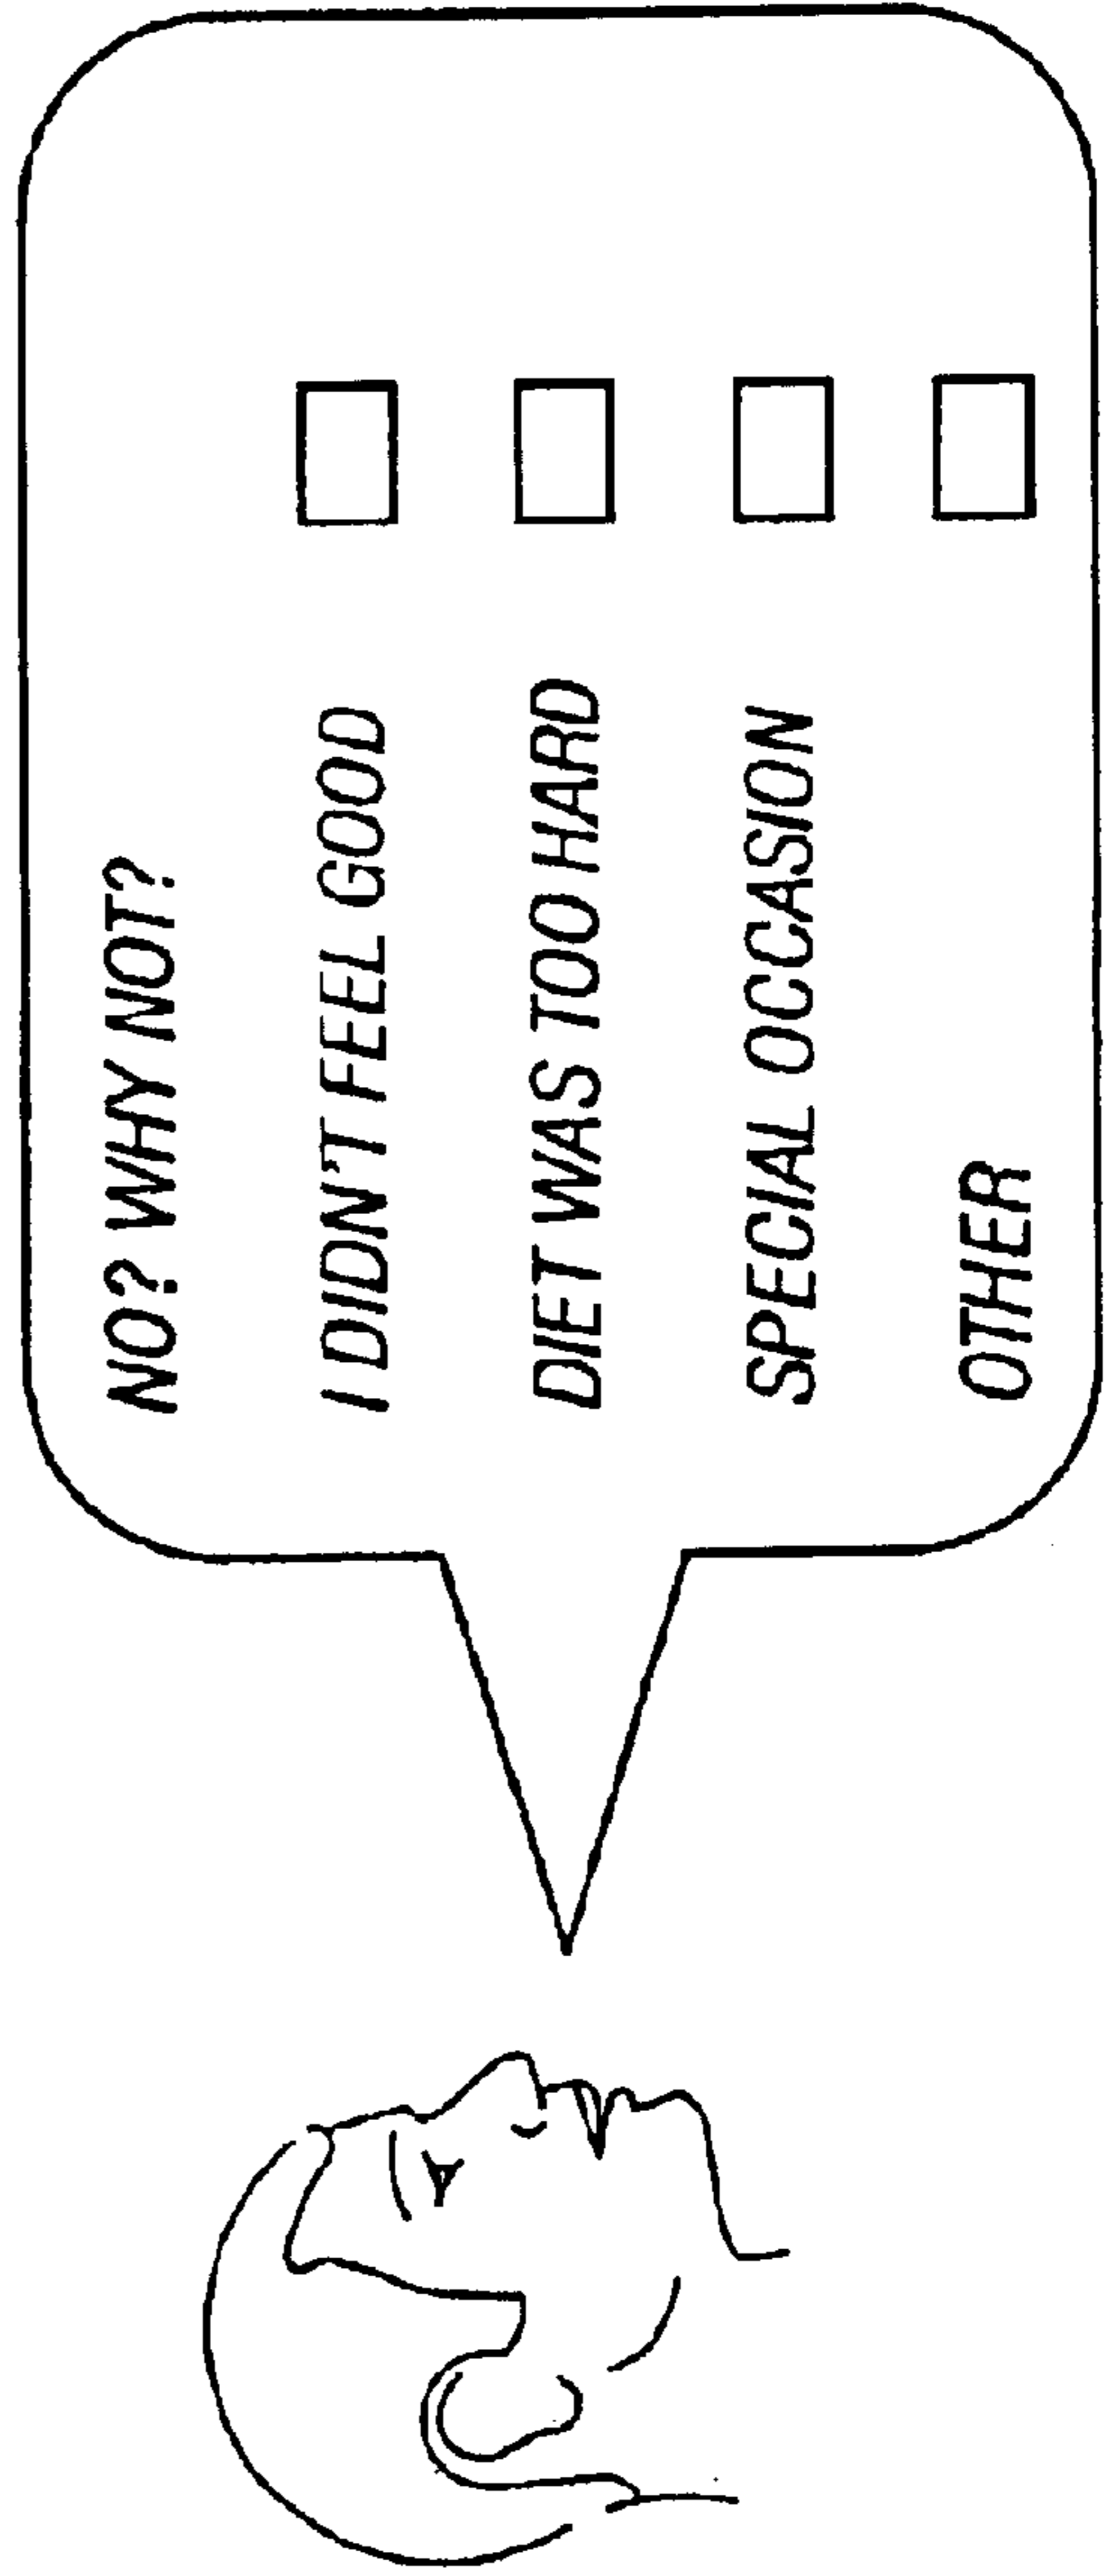 NO? WHY NOT?
I DIDN'T FEEL GOOD
DIET WAS TOO HARD
SPECIAL OCCASION
OTHER